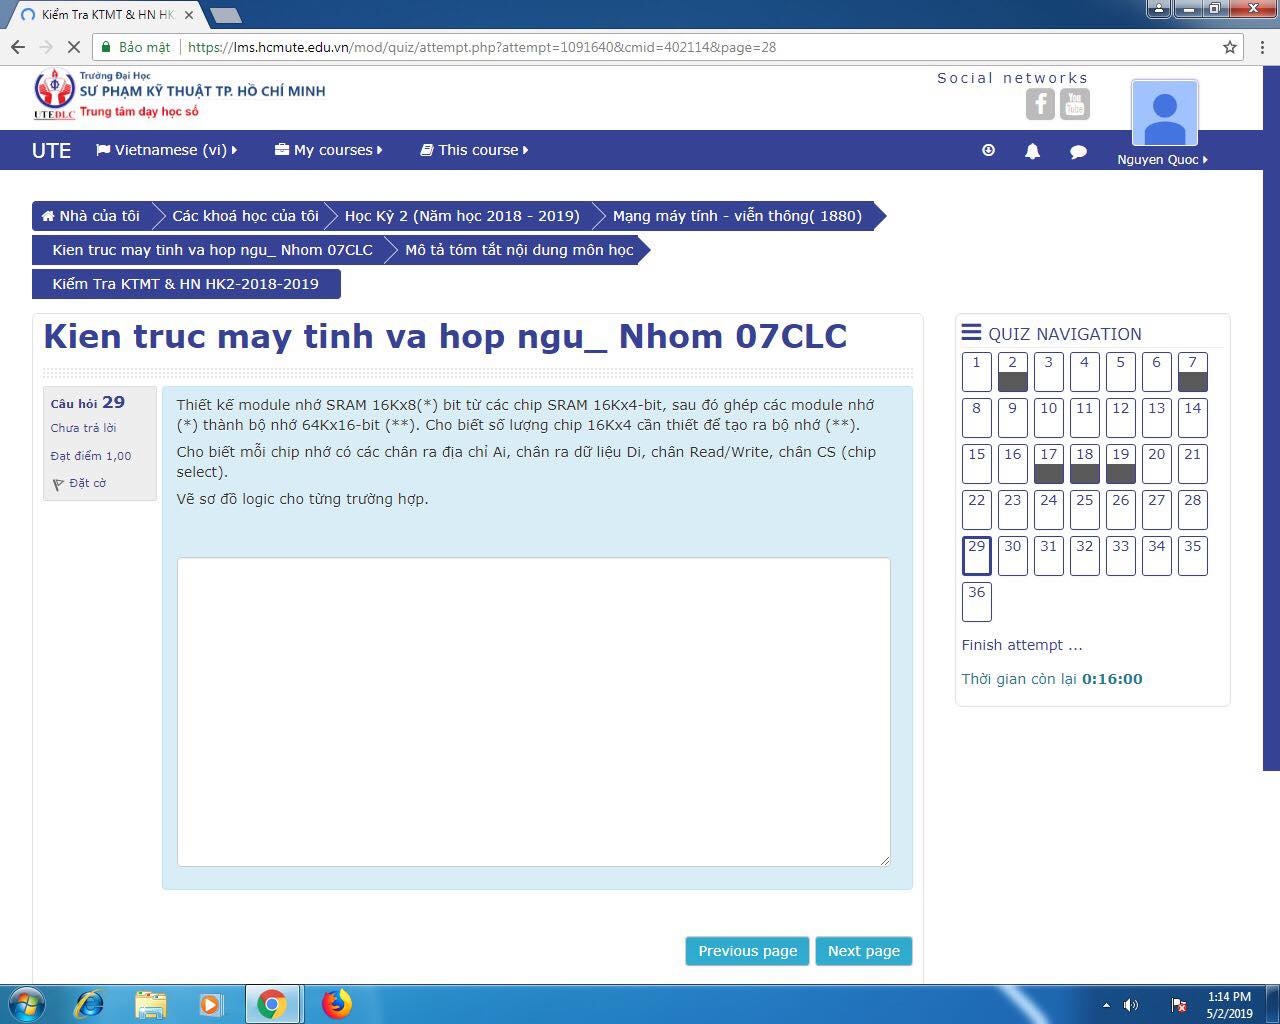 Kiểm Tra KTMT & HN HK
Bảo mật
https://lms.hcmute.edu.vn/mod/quiz/attempt.php?attempt=1091640&cmid=402114&page=28
Trường Đại Học
SƯ PHẠM KỸ THUẬT TP. HỒ CHÍ MINH
UTEDLC Trung tâm dạy học số
Social networks
You Tube
UTE Vietnamese (vi) My courses This course
Nguyen Quoc
Nhà của tôi Các khoá học của tôi Học Kỳ 2 (Năm học 2018 - 2019) Mạng máy tính - viễn thông( 1880)
Kien truc may tinh va hop ngu_ Nhom 07CLC Mô tả tóm tắt nội dung môn học
Kiểm Tra KTMT & HN HK2-2018-2019
Kien truc may tinh va hop ngu_ Nhom 07CLC
Câu hỏi 29
Chưa trả lời
Đạt điểm 1,00
Đặt cờ
Thiết kế module nhớ SRAM 16Kx8(*) bit từ các chip SRAM 16Kx4-bit, sau đó ghép các module nhớ
(*) thành bộ nhớ 64Kx16-bit (**). Cho biết số lượng chip 16Kx4 cần thiết để tạo ra bộ nhớ (**).
Cho biết mỗi chip nhớ có các chân ra địa chỉ Ai, chân ra dữ liệu Di, chân Read/Write, chân CS (chip
select).
Vẽ sơ đồ logic cho từng trường hợp.
Previous page Next page
QUIZ NAVIGATION
1 2 3 4 5 6 7
8 9 10 11 12 13 14
15 16 17 18 19 20 21
22 23 24 25 26 27 28
29 30 31 32 33 34 35
36
Finish attempt ...
Thời gian còn lại 0:16:00
1:14 PM
5/2/2019